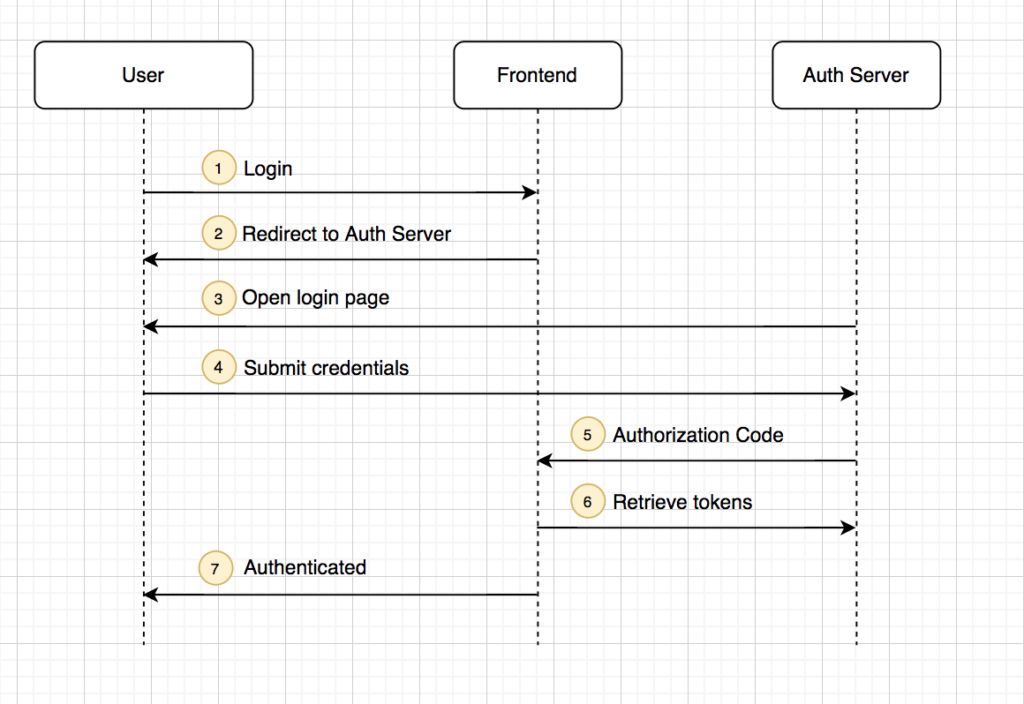 User
Frontend
Auth Server
1 Login
2 Redirect to Auth Server
3 Open login page
4 Submit credentials
5 Authorization Code
6 Retrieve tokens
7 Authenticated